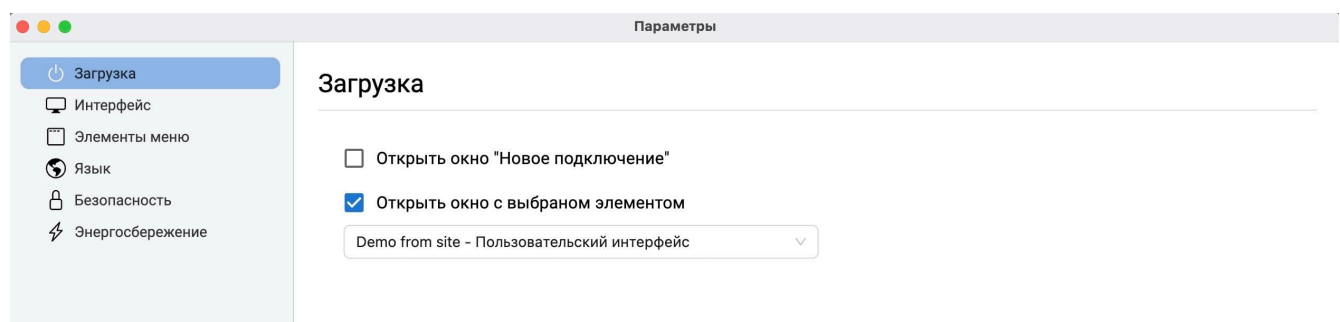 Параметры
Загрузка
Интерфейс
Элементы меню
Язык
Безопасность
Энергосбережение
Загрузка
Открыть окно "Новое подключение"
Открыть окно с выбраном элементом
Demo from site - Пользовательский интерфейс